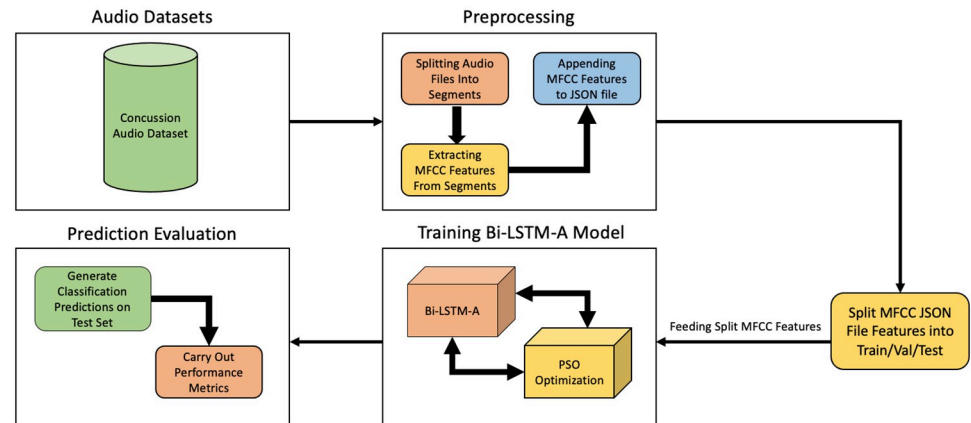 Audio Datasets
Concussion
Audio Dataset
Preprocessing
Splitting Audio
Files Into
Segments
Extracting
MFCC Features
From Segments
Appending
MFCC Features
to JSON file
Split MFCC JSON
File Features into
Train/Val/Test
Feeding Split MFCC Features
Training Bi-LSTM-A Model
Bi-LSTM-A
PSO
Optimization
Prediction Evaluation
Generate
Classification
Predictions on
Test Set
Carry Out
Performance
Metrics